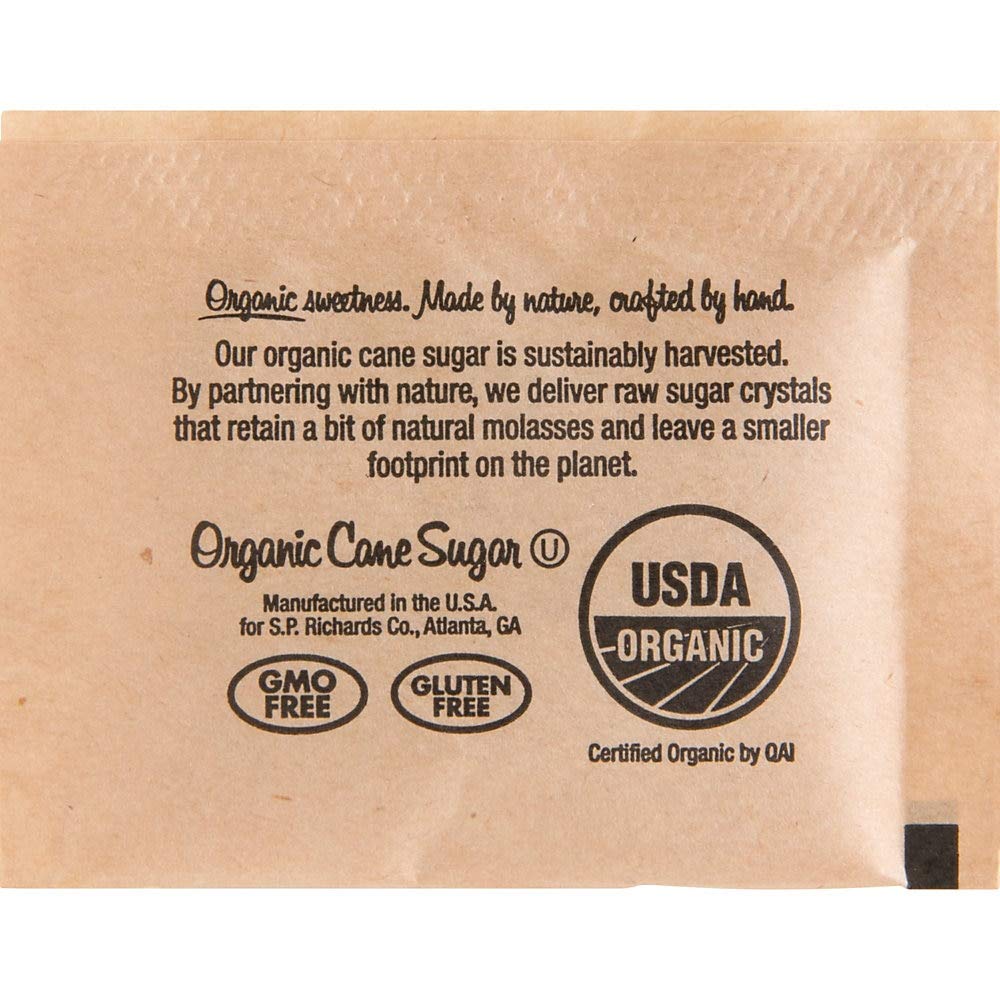 Organic sweetness. Made by nature, crafted by hand.
Our organic cane sugar is sustainably harvested.
By partnering with nature, we deliver raw sugar crystals
that retain a bit of natural molasses and leave a smaller
footprint on the planet.
Organic Cane Sugar Ⓤ
Manufactured in the U.S.A.
for S.P. Richards Co., Atlanta, GA
GMO
FREE
GLUTEN
FREE
USDA
ORGANIC
Certified Organic by QAI